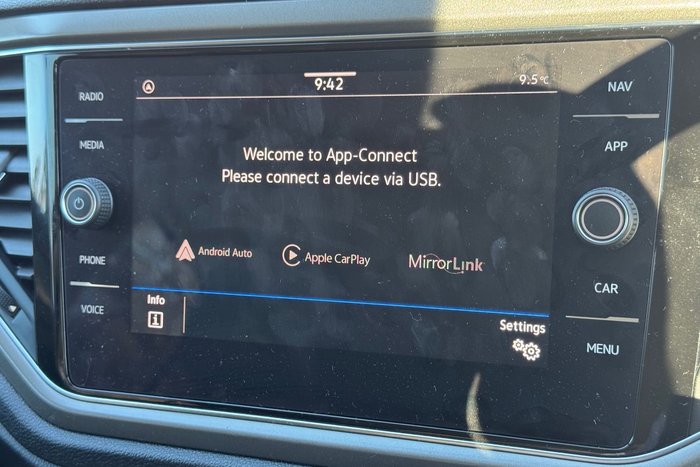 RADIO
MEDIA
PHONE
VOICE
9:42
9.5°C
Welcome to App-Connect
Please connect a device via USB.
Android Auto
Apple CarPlay
MirrorLink
Info
i
Settings
NAV
APP
CAR
MENU